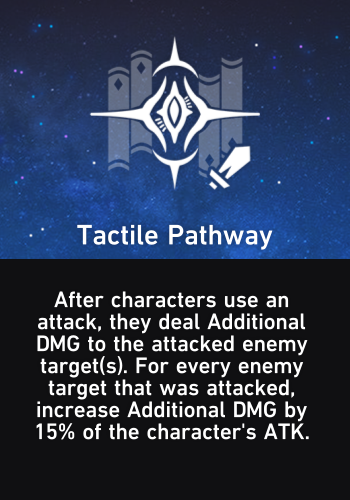 Tactile Pathway
After characters use an
attack, they deal Additional
DMG to the attacked enemy
target(s). For every enemy
target that was attacked,
increase Additional DMG by
15% of the character's ATK.